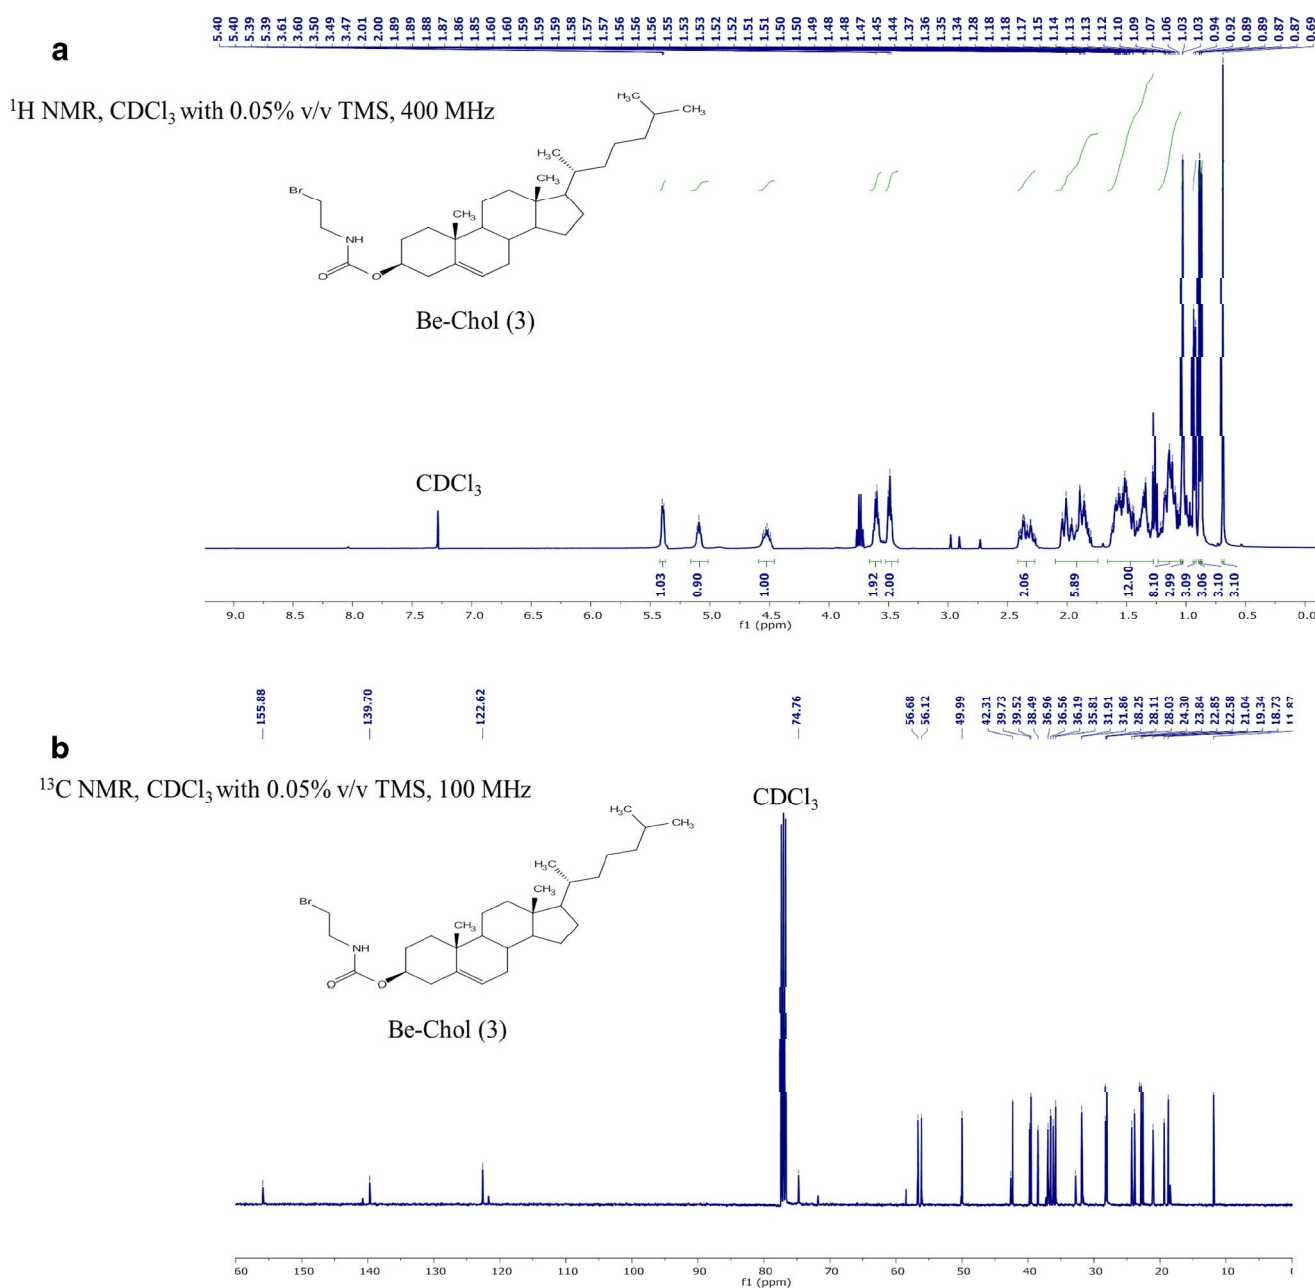 5.40 5.40 5.39 5.39 3.61 3.60 3.50 3.49 3.47 2.01 2.00 1.89 1.89 1.87 1.86 1.85 1.60 1.60 1.59 1.59 1.59 1.58 1.57 1.57 1.56 1.56 1.56 1.55 1.53 1.53 1.52 1.52 1.51 1.51 1.50 1.49 1.48 1.48 1.48 1.47 1.45 1.44 1.37 1.36 1.35 1.34 1.28 1.18 1.18 1.17 1.15 1.14 1.13 1.13 1.12 1.10 1.09 1.07 1.06 1.03 1.03 0.94 0.92 0.89 0.89 0.87 0.87 0.69
a
¹H NMR, CDCl₃ with 0.05% v/v TMS, 400 MHz
H₃C
CH₃
H₃C
CH₃
CH₃
Br
NH
O
O
Be-Chol (3)
CDCl₃
1.03 0.90 1.00 1.92 2.00 2.06 5.89 12.00 8.10 2.99 3.09 3.06 3.10 3.10
9.0 8.5 8.0 7.5 7.0 6.5 6.0 5.5 5.0 4.5 4.0 3.5 3.0 2.5 2.0 1.5 1.0 0.5 0.0
f1 (ppm)
155.88 139.70 122.62 74.76 56.68 56.12 49.99 42.31 39.73 39.52 38.49 36.96 36.56 36.19 35.81 31.91 31.86 28.25 28.11 28.03 24.30 23.84 22.85 22.58 21.04 19.34 18.73 11.87
b
¹³C NMR, CDCl₃ with 0.05% v/v TMS, 100 MHz
CDCl₃
H₃C
CH₃
H₃C
CH₃
CH₃
Br
NH
O
O
Be-Chol (3)
60 150 140 130 120 110 100 90 80 70 60 50 40 30 20 10
f1 (ppm)